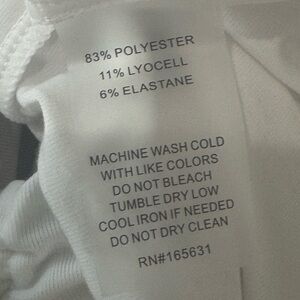 83% POLYESTER
11% LYOCELL
6% ELASTANE
MACHINE WASH COLD
WITH LIKE COLORS
DO NOT BLEACH
TUMBLE DRY LOW
COOL IRON IF NEEDED
DO NOT DRY CLEAN
RN#165631